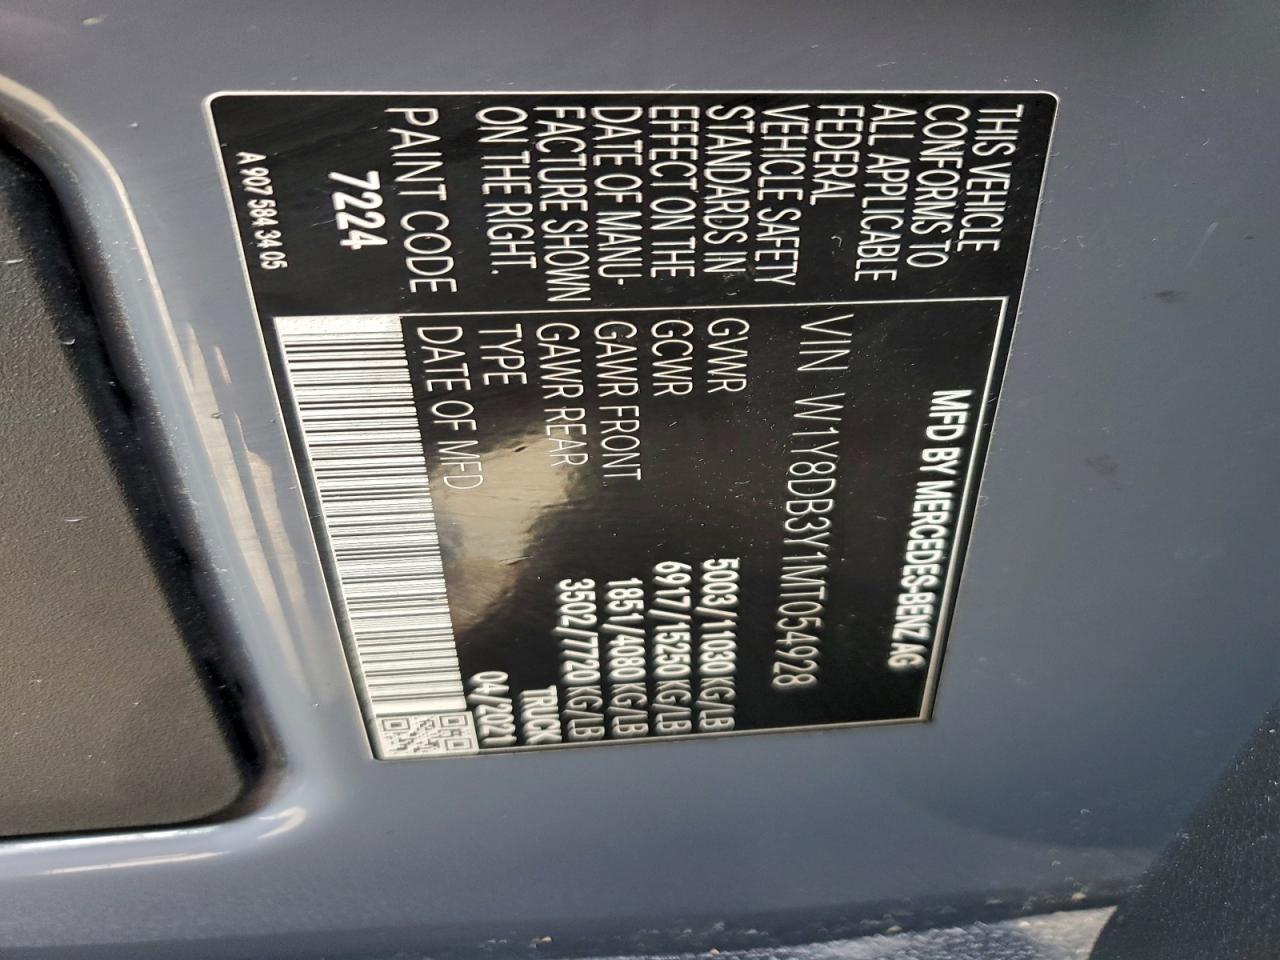 THIS VEHICLE
CONFORMS TO
ALL APPLICABLE
FEDERAL
VEHICLE SAFETY
STANDARDS IN
EFFECT ON THE
DATE OF MANU-
FACTURE SHOWN
ON THE RIGHT.
PAINT CODE
7224
A 907 584 34 05
MFD BY MERCEDES-BENZ AG
VIN W1Y8DB3Y1MT054928
GVWR 5003/11030 KG/LB
GCWR 6917/15250 KG/LB
GAWR FRONT 1851/4080 KG/LB
GAWR REAR 3502/7720 KG/LB
TYPE TRUCK
DATE OF MFD 04/2021